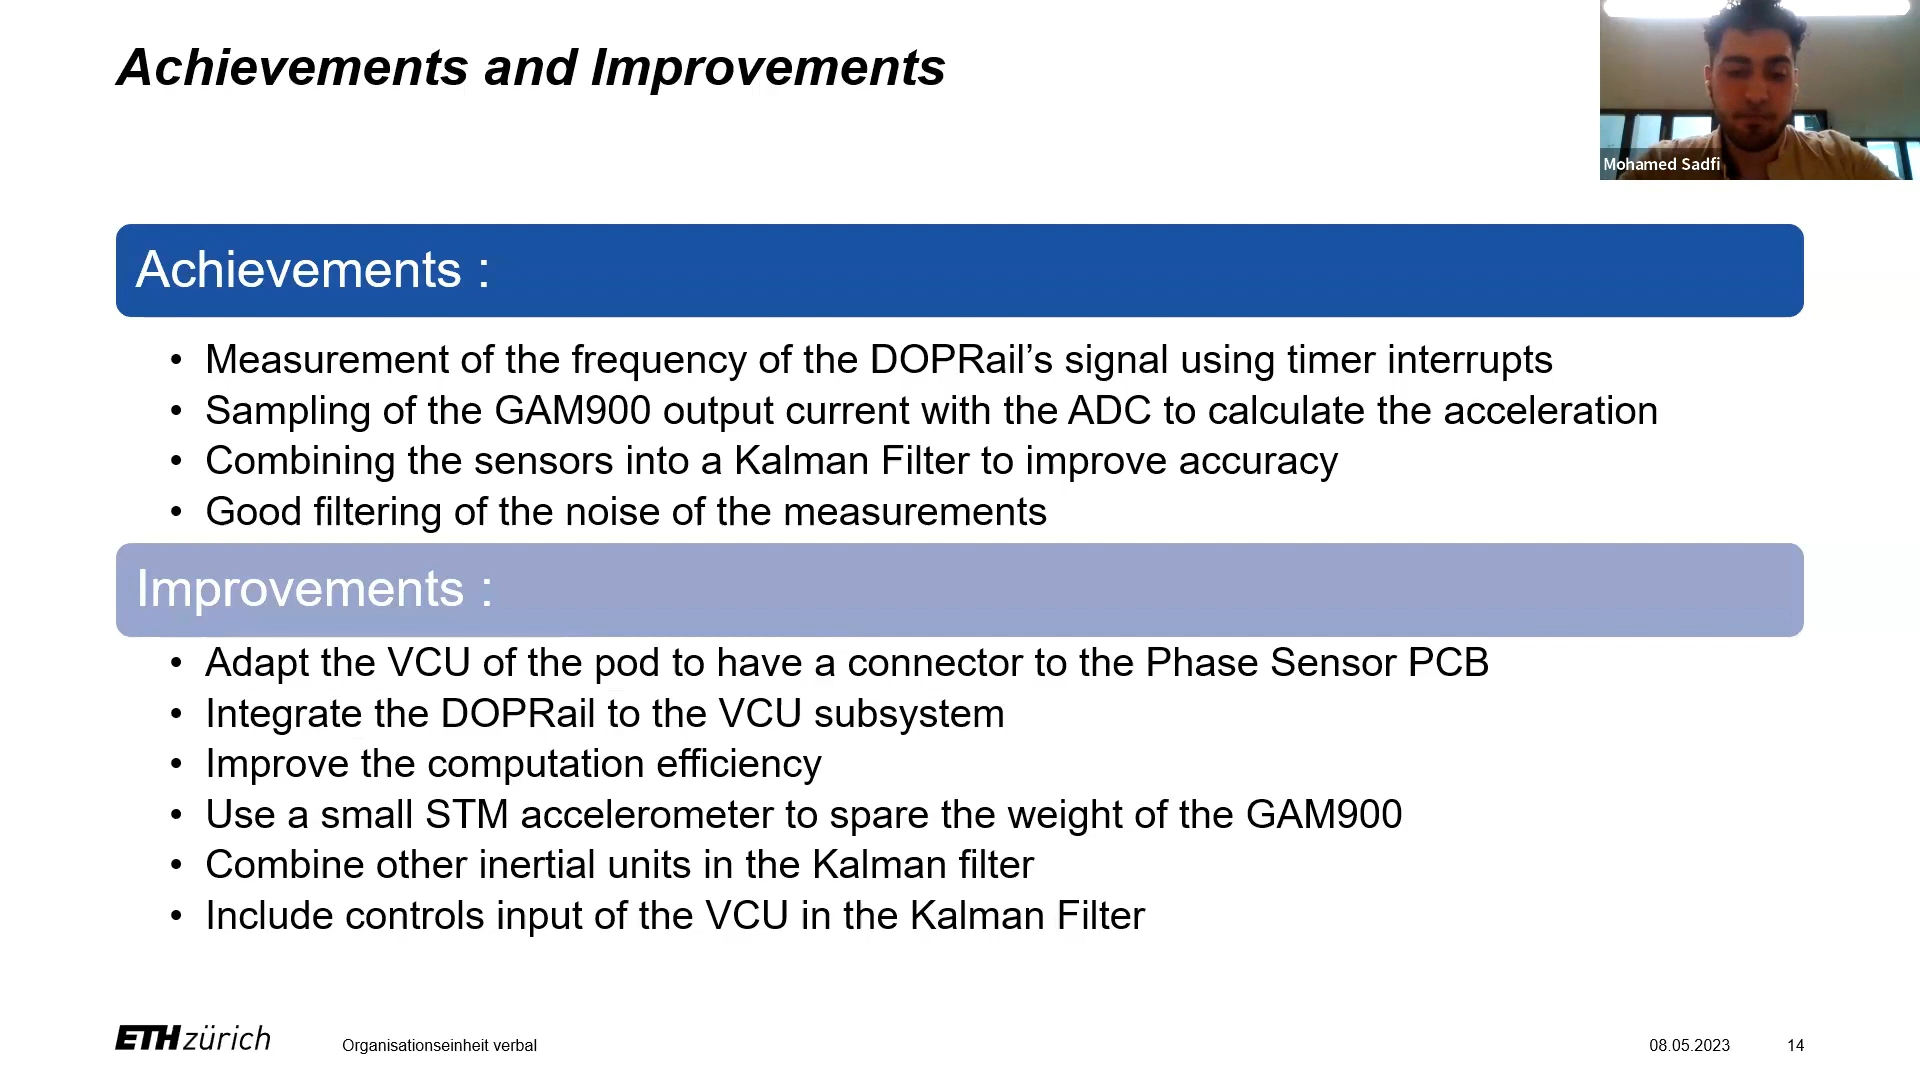 Achievements and Improvements
Mohamed Sadfi
Achievements :
• Measurement of the frequency of the DOPRail’s signal using timer interrupts
• Sampling of the GAM900 output current with the ADC to calculate the acceleration
• Combining the sensors into a Kalman Filter to improve accuracy
• Good filtering of the noise of the measurements
Improvements :
• Adapt the VCU of the pod to have a connector to the Phase Sensor PCB
• Integrate the DOPRail to the VCU subsystem
• Improve the computation efficiency
• Use a small STM accelerometer to spare the weight of the GAM900
• Combine other inertial units in the Kalman filter
• Include controls input of the VCU in the Kalman Filter
ETH zürich
Organisationseinheit verbal
08.05.2023
14